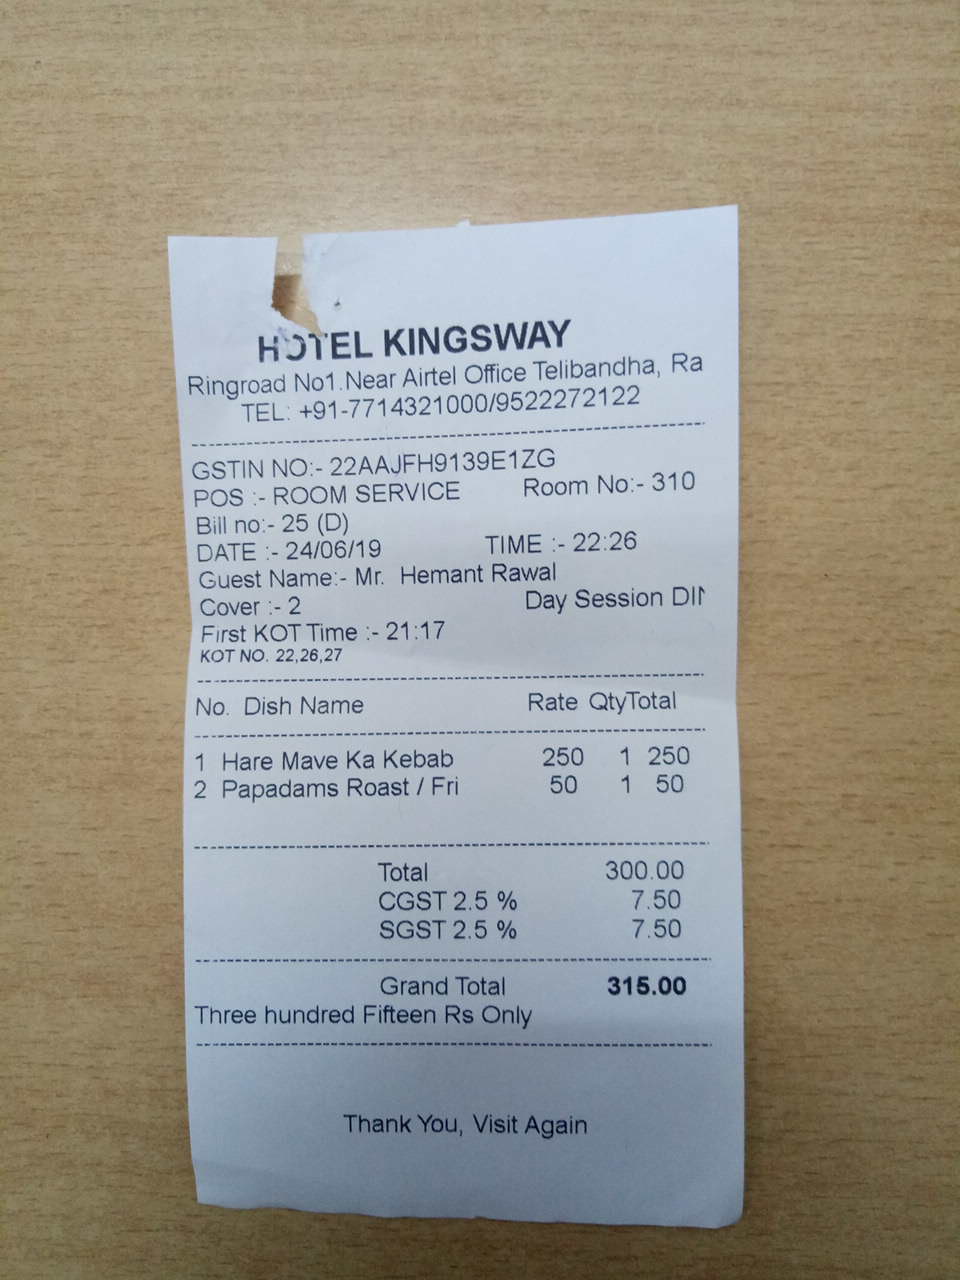 HOTEL KINGSWAY
Ringroad No1.Near Airtel Office Telibandha, Ra
TEL: +91-7714321000/9522272122
GSTIN NO:- 22AAJFH9139E1ZG
POS :- ROOM SERVICE Room No:- 310
Bill no:- 25 (D)
DATE :- 24/06/19 TIME :- 22:26
Guest Name:- Mr. Hemant Rawal
Cover :- 2 Day Session DI
First KOT Time :- 21:17
KOT NO. 22,26,27
No. Dish Name Rate Qty Total
1 Hare Mave Ka Kebab 250 1 250
2 Papadams Roast / Fri 50 1 50
Total 300.00
CGST 2.5 % 7.50
SGST 2.5 % 7.50
Grand Total 315.00
Three hundred Fifteen Rs Only
Thank You, Visit Again